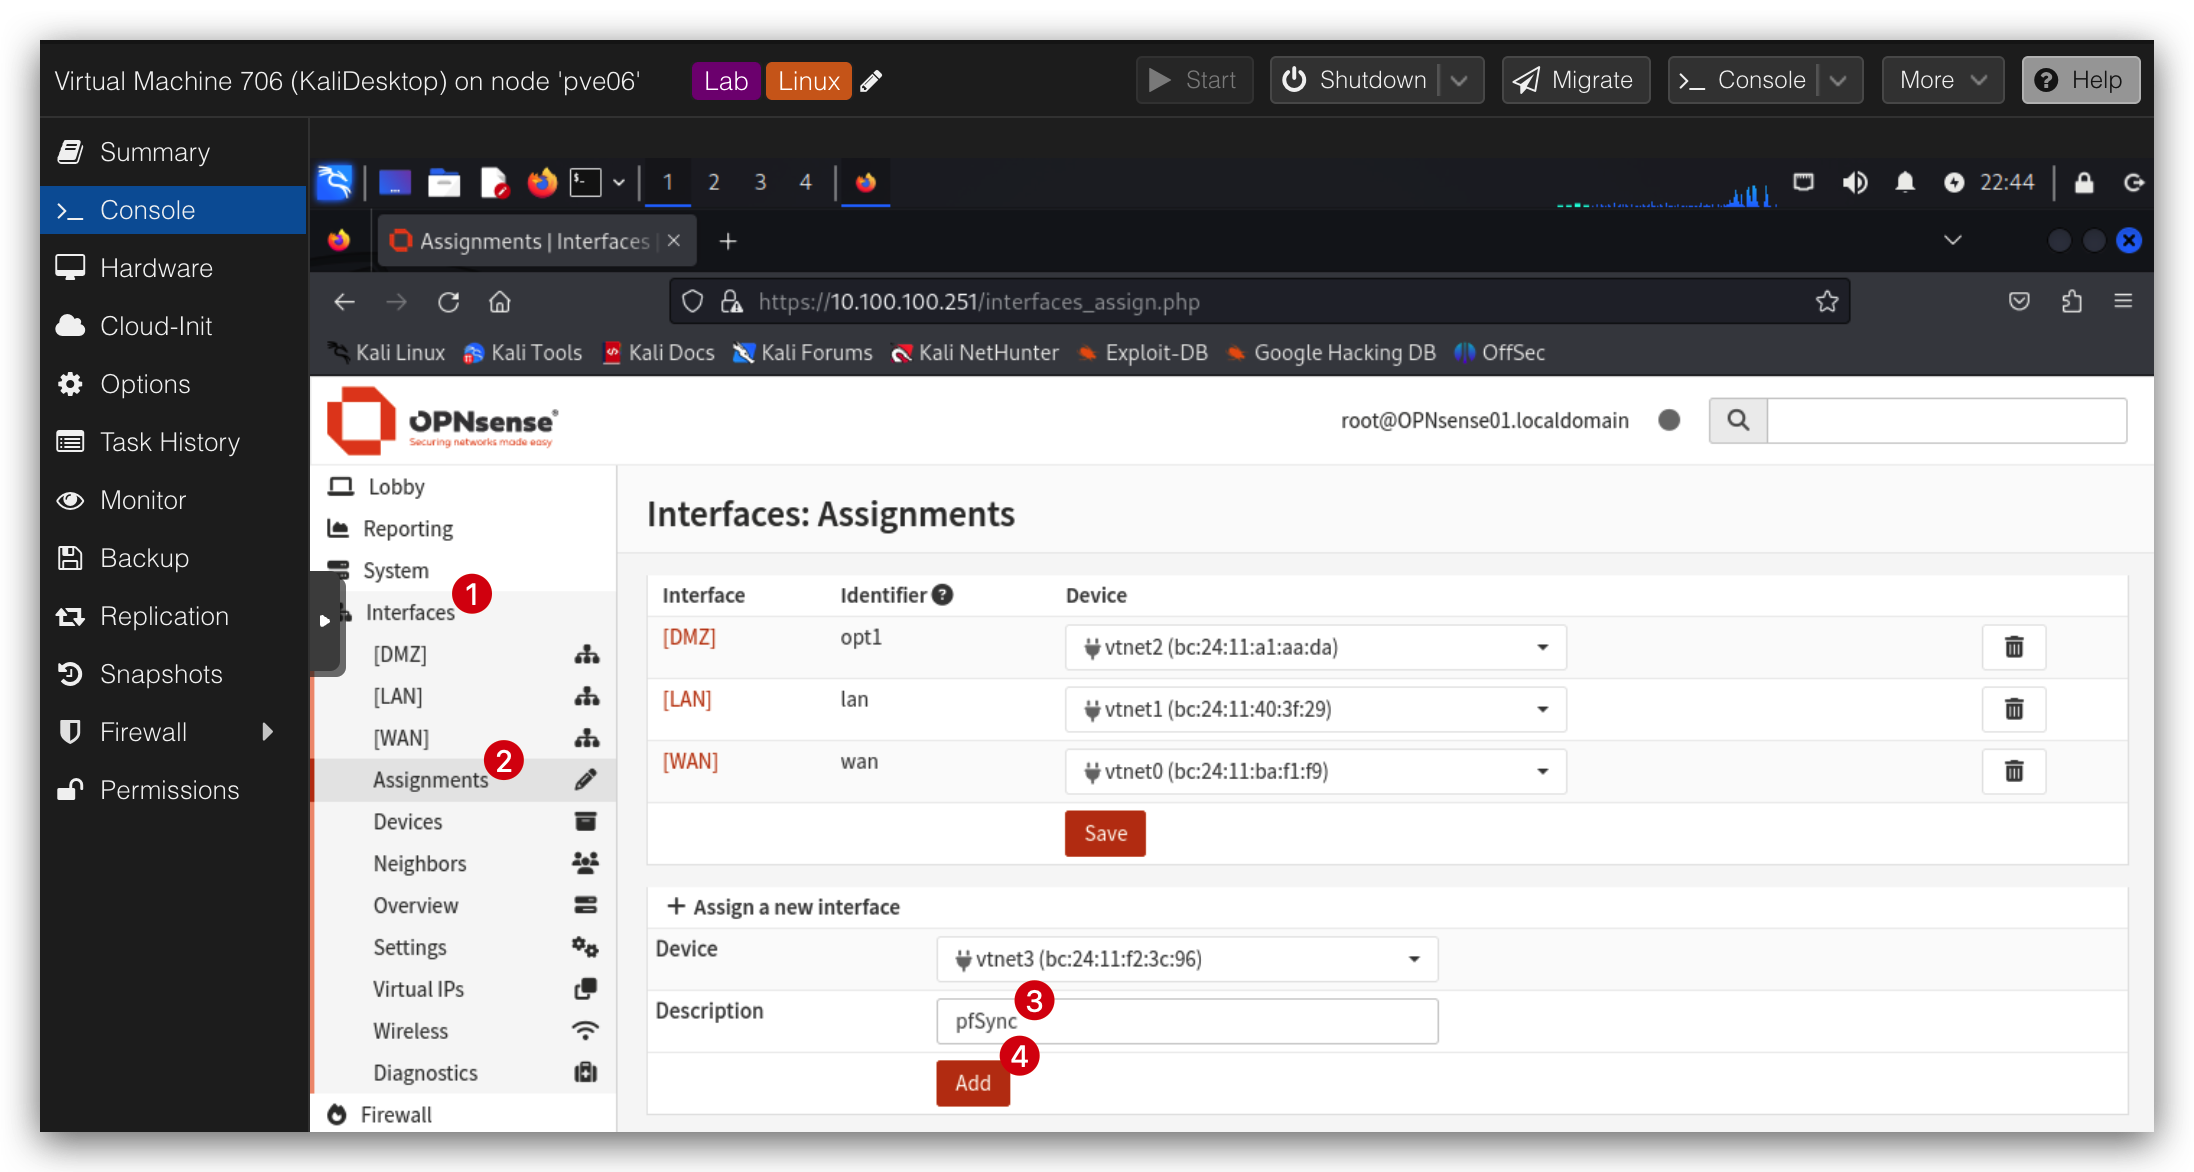 Virtual Machine 706 (KaliDesktop) on node 'pve06' Lab Linux Start Shutdown Migrate Console More Help
Summary
Console
Hardware
Cloud-Init
Options
Task History
Monitor
Backup
Replication
Snapshots
Firewall
Permissions
1 2 3 4 22:44
Assignments | Interfaces
https://10.100.100.251/interfaces_assign.php
Kali Linux Kali Tools Kali Docs Kali Forums Kali NetHunter Exploit-DB Google Hacking DB OffSec
OPNsense®
Securing networks made easy
root@OPNsense01.localdomain
Lobby
Reporting
System
1
Interfaces
[DMZ]
[LAN]
[WAN]
2
Assignments
Devices
Neighbors
Overview
Settings
Virtual IPs
Wireless
Diagnostics
Firewall
Interfaces: Assignments
Interface Identifier Device
[DMZ] opt1 vtnet2 (bc:24:11:a1:aa:da)
[LAN] lan vtnet1 (bc:24:11:40:3f:29)
[WAN] wan vtnet0 (bc:24:11:ba:f1:f9)
Save
+ Assign a new interface
Device vtnet3 (bc:24:11:f2:3c:96)
3
Description pfSync
4
Add